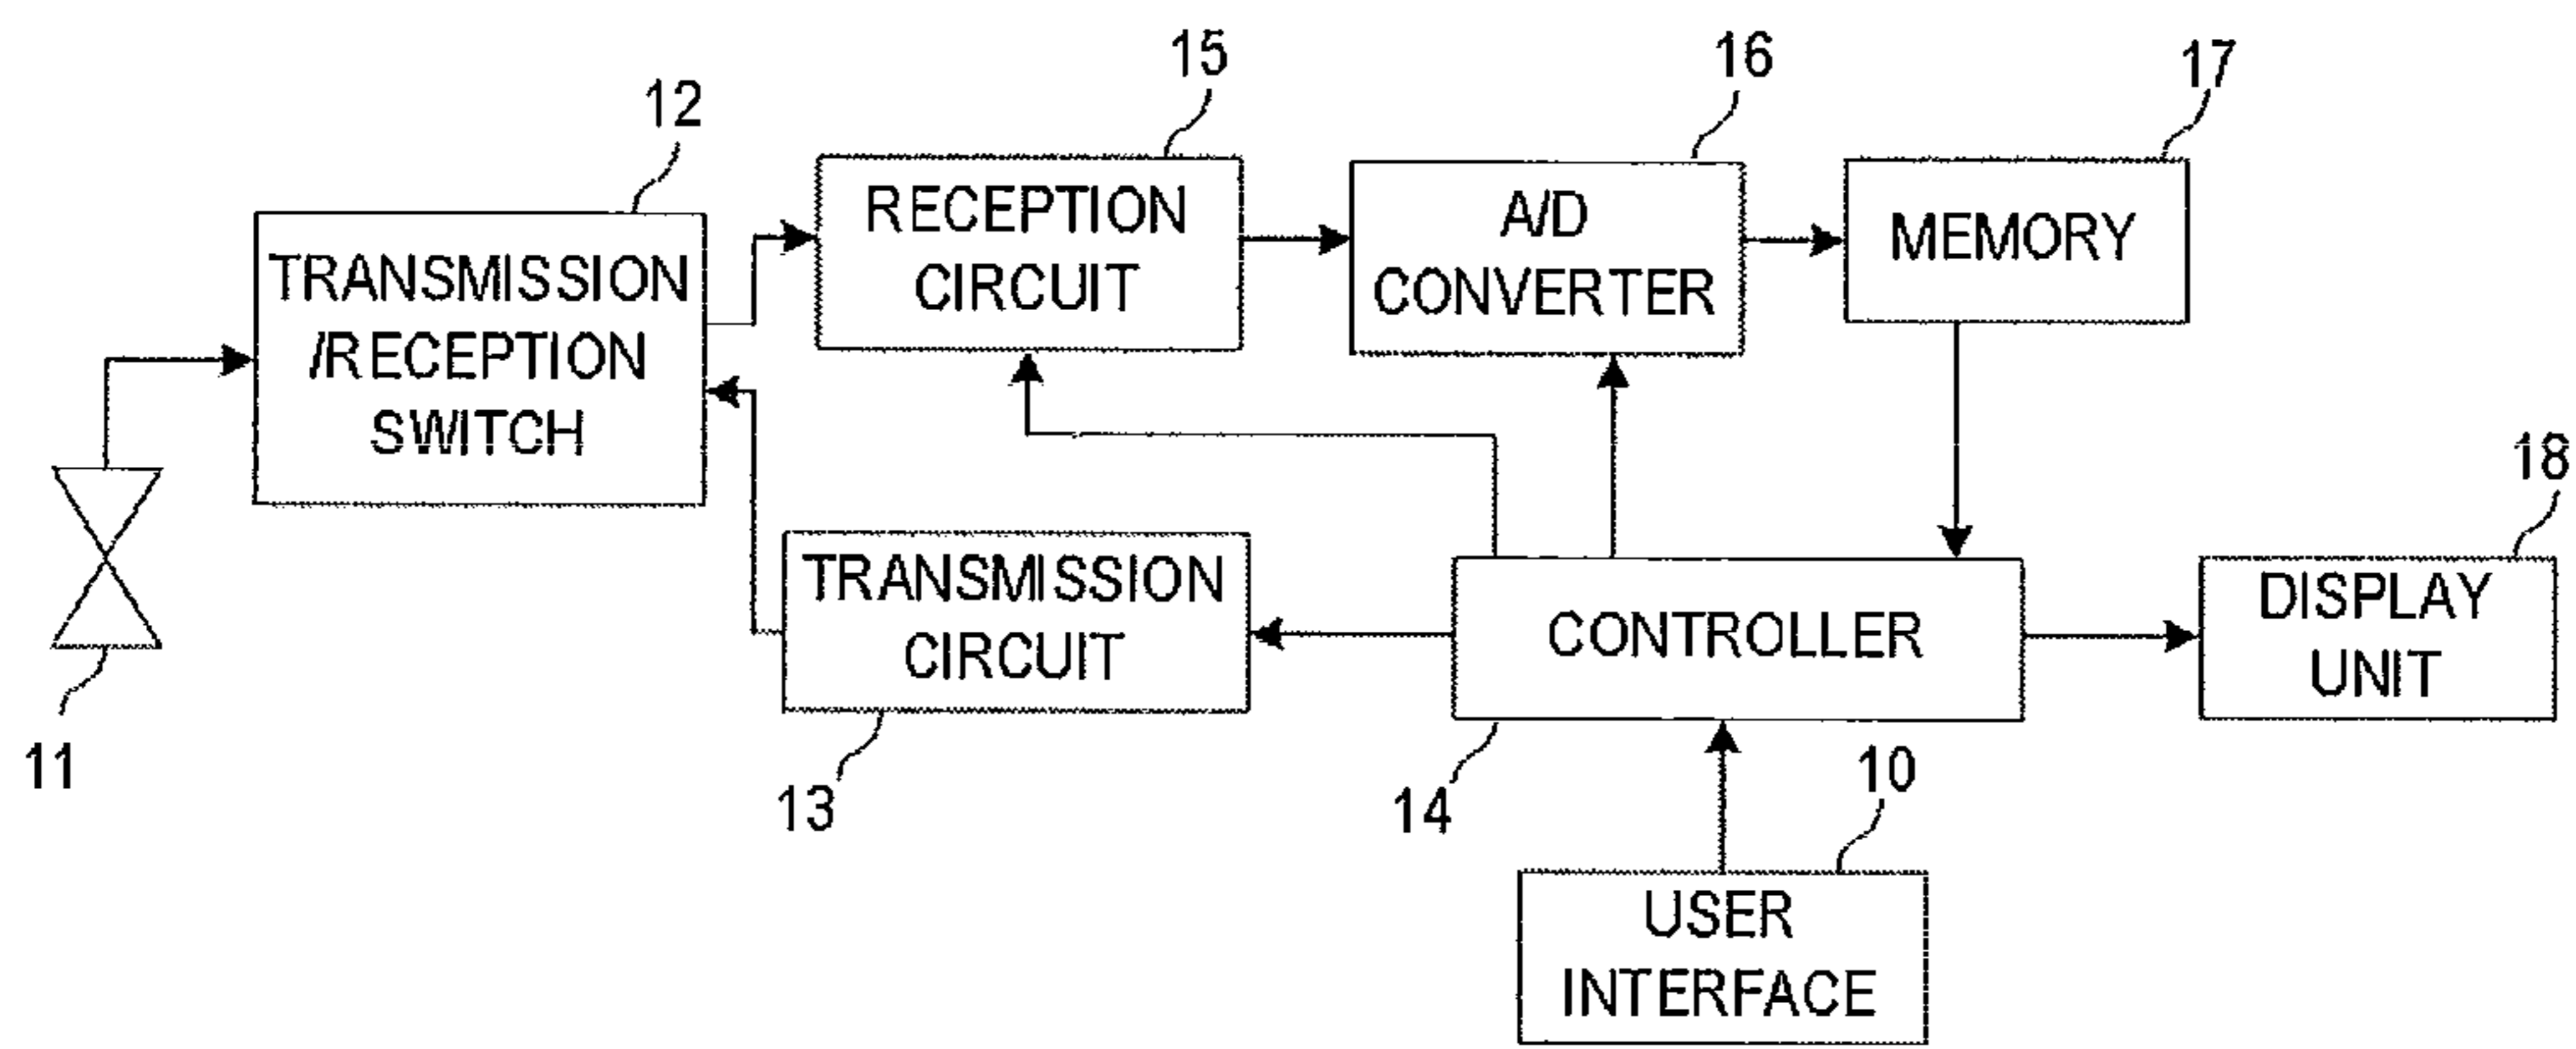 15
16
17
12
RECEPTION
CIRCUIT
A/D
CONVERTER
MEMORY
TRANSMISSION
/RECEPTION
SWITCH
18
TRANSMISSION
CIRCUIT
CONTROLLER
DISPLAY
UNIT
11
13
14
10
USER
INTERFACE